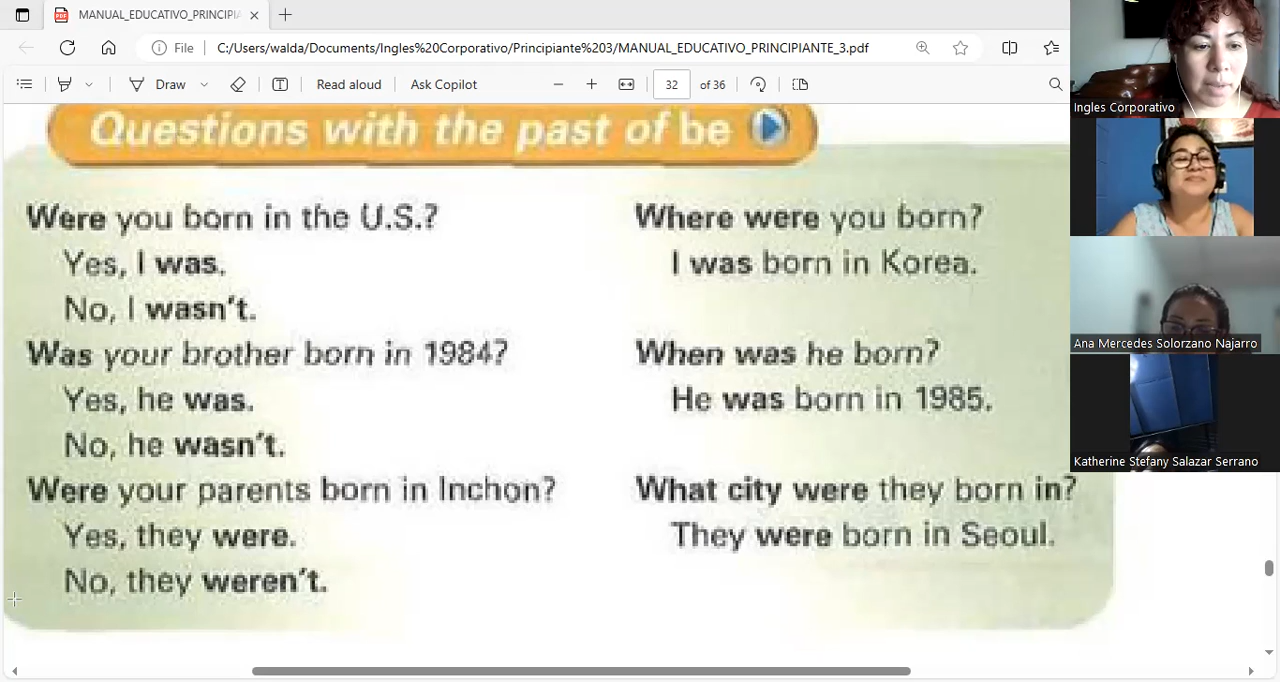 MANUAL_EDUCATIVO_PRINCIPIA
File
C:/Users/walda/Documents/Ingles%20Corporativo/Principiante%203/MANUAL_EDUCATIVO_PRINCIPIANTE_3.pdf
Draw
Read aloud
Ask Copilot
32 of 36
Questions with the past of be
Were you born in the U.S.?
Yes, I was.
No, I wasn't.
Was your brother born in 1984?
Yes, he was.
No, he wasn't.
Were your parents born in Inchon?
Yes, they were.
No, they weren't.
Where were you born?
I was born in Korea.
When was he born?
He was born in 1985.
What city were they born in?
They were born in Seoul.
Ingles Corporativo
Ana Mercedes Solorzano Najarro
Katherine Stefany Salazar Serrano